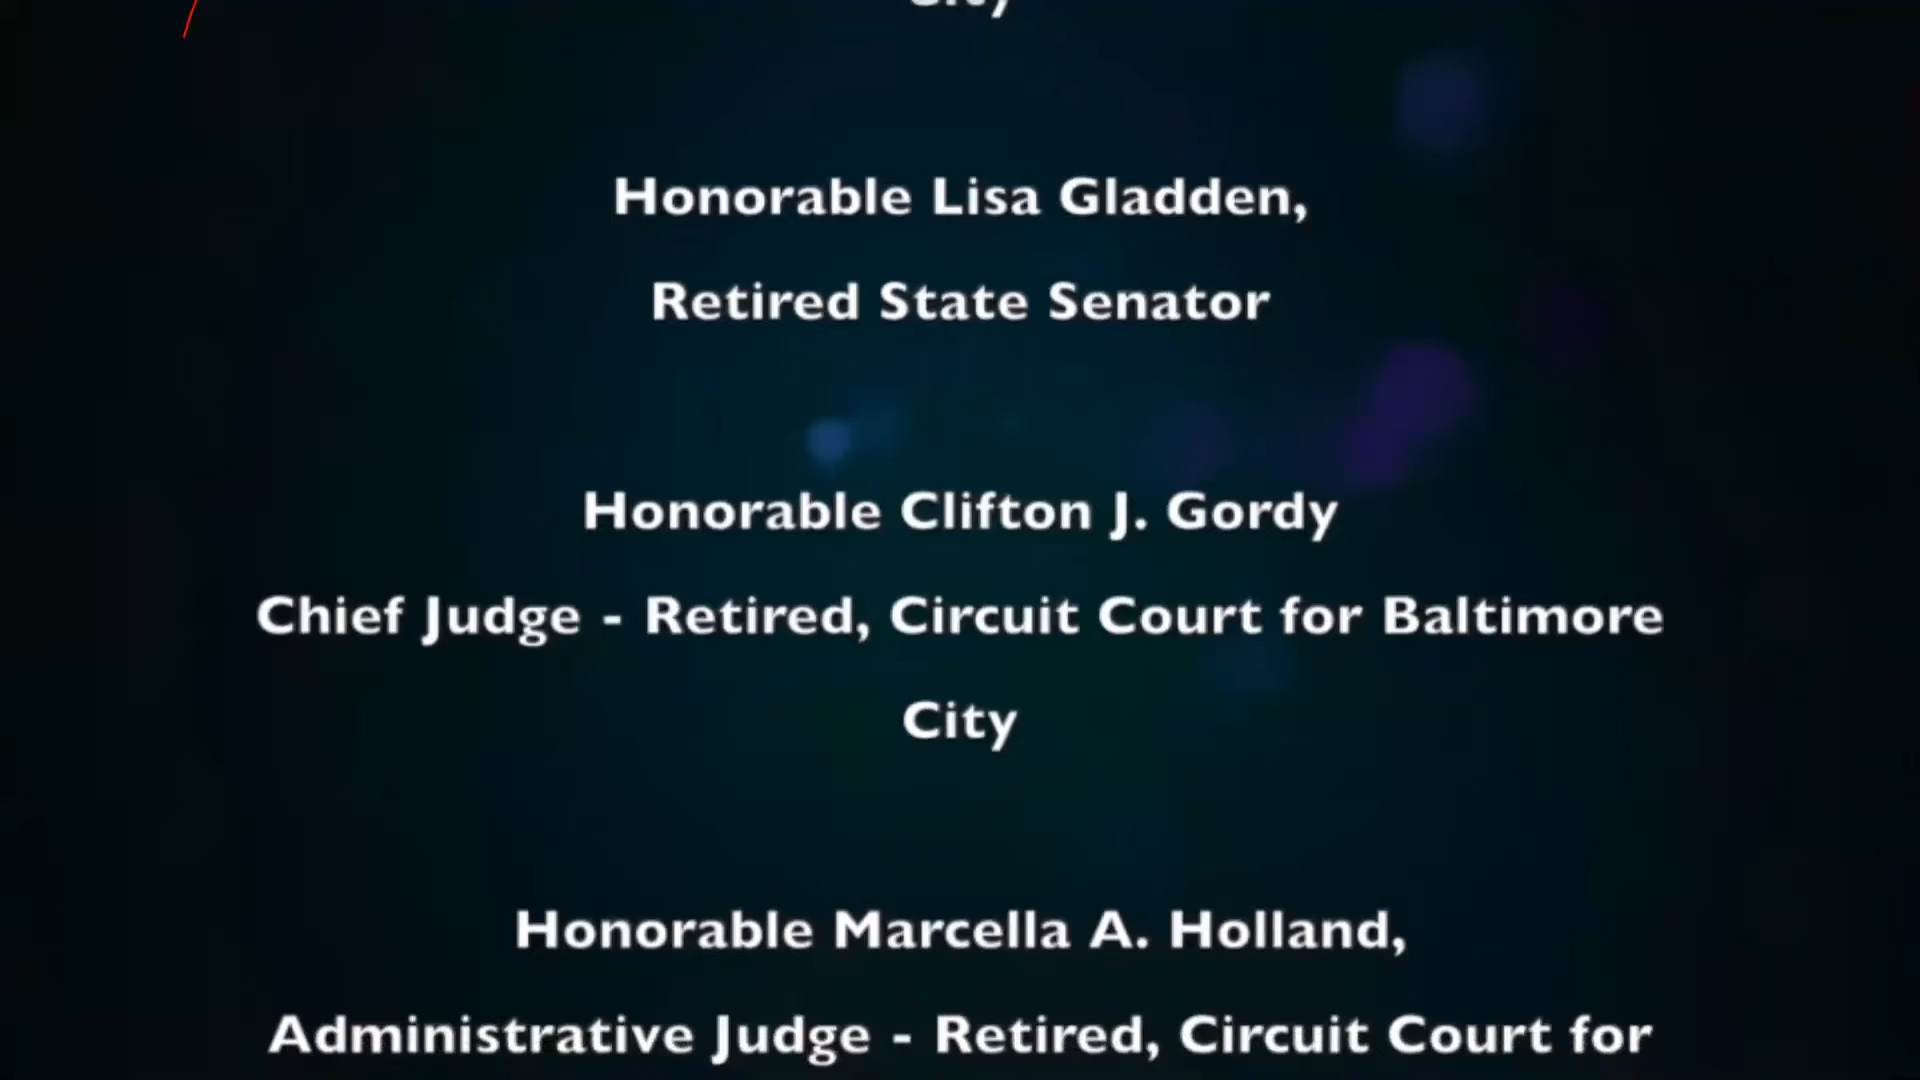 City
Honorable Lisa Gladden,
Retired State Senator
Honorable Clifton J. Gordy
Chief Judge - Retired, Circuit Court for Baltimore
City
Honorable Marcella A. Holland,
Administrative Judge - Retired, Circuit Court for